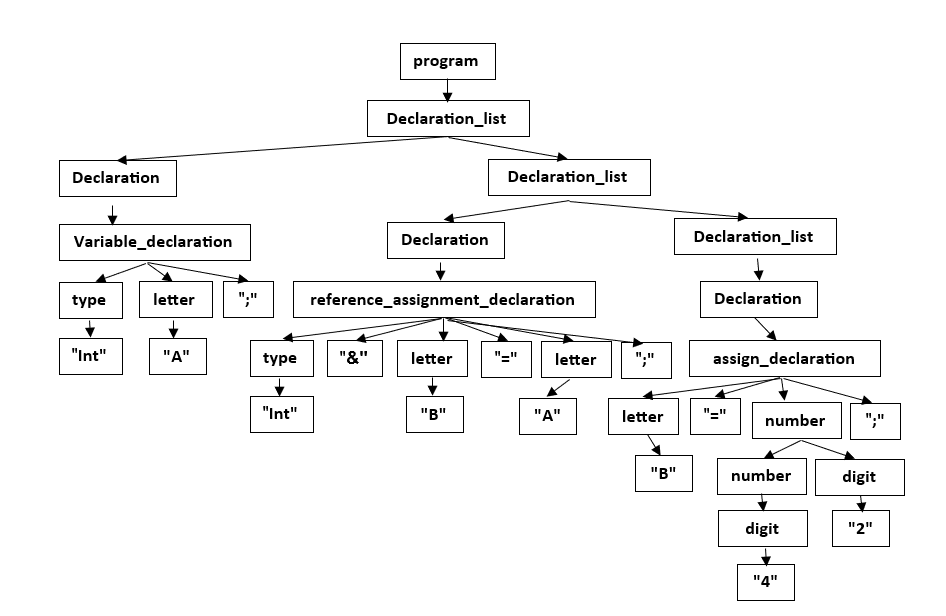 program
Declaration_list
Declaration
Declaration_list
Variable_declaration
Declaration
Declaration_list
type
letter
";"
reference_assignment_declaration
Declaration
"Int"
"A"
type
"&"
letter
"="
letter
";"
assign_declaration
"Int"
"B"
"A"
letter
"="
number
";"
"B"
number
digit
digit
"2"
"4"